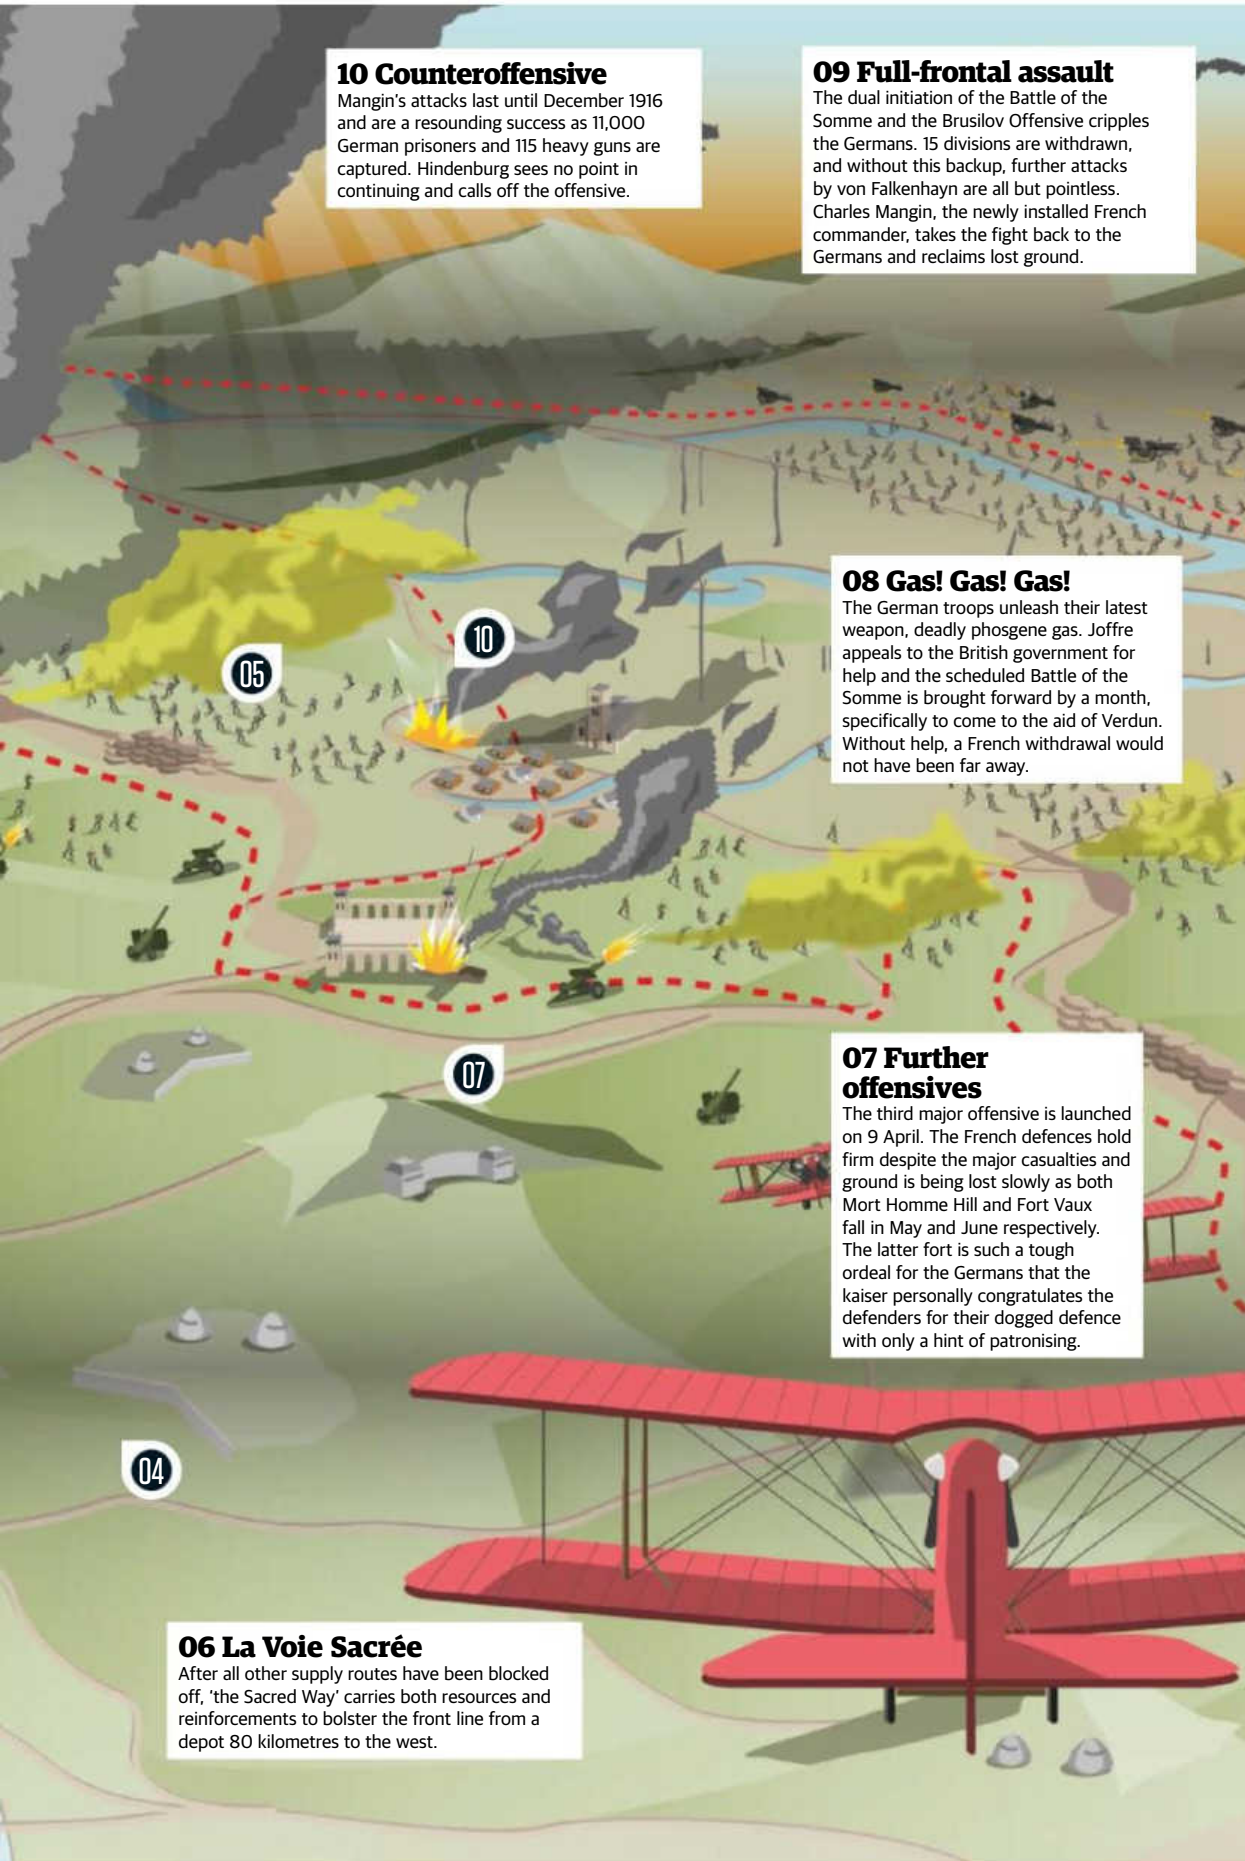 10 Counteroffensive
Mangin's attacks last until December 1916
and are a resounding success as 11,000
German prisoners and 115 heavy guns are
captured. Hindenburg sees no point in
continuing and calls off the offensive.
09 Full-frontal assault
The dual initiation of the Battle of the
Somme and the Brusilov Offensive cripples
the Germans. 15 divisions are withdrawn,
and without this backup, further attacks
by von Falkenhayn are all but pointless.
Charles Mangin, the newly installed French
commander, takes the fight back to the
Germans and reclaims lost ground.
08 Gas! Gas! Gas!
The German troops unleash their latest
weapon, deadly phosgene gas. Joffre
appeals to the British government for
help and the scheduled Battle of the
Somme is brought forward by a month,
specifically to come to the aid of Verdun.
Without help, a French withdrawal would
not have been far away.
10
05
07
07 Further
offensives
The third major offensive is launched
on 9 April. The French defences hold
firm despite the major casualties and
ground is being lost slowly as both
Mort Homme Hill and Fort Vaux
fall in May and June respectively.
The latter fort is such a tough
ordeal for the Germans that the
kaiser personally congratulates the
defenders for their dogged defence
with only a hint of patronising.
04
06 La Voie Sacrée
After all other supply routes have been blocked
off, 'the Sacred Way' carries both resources and
reinforcements to bolster the front line from a
depot 80 kilometres to the west.